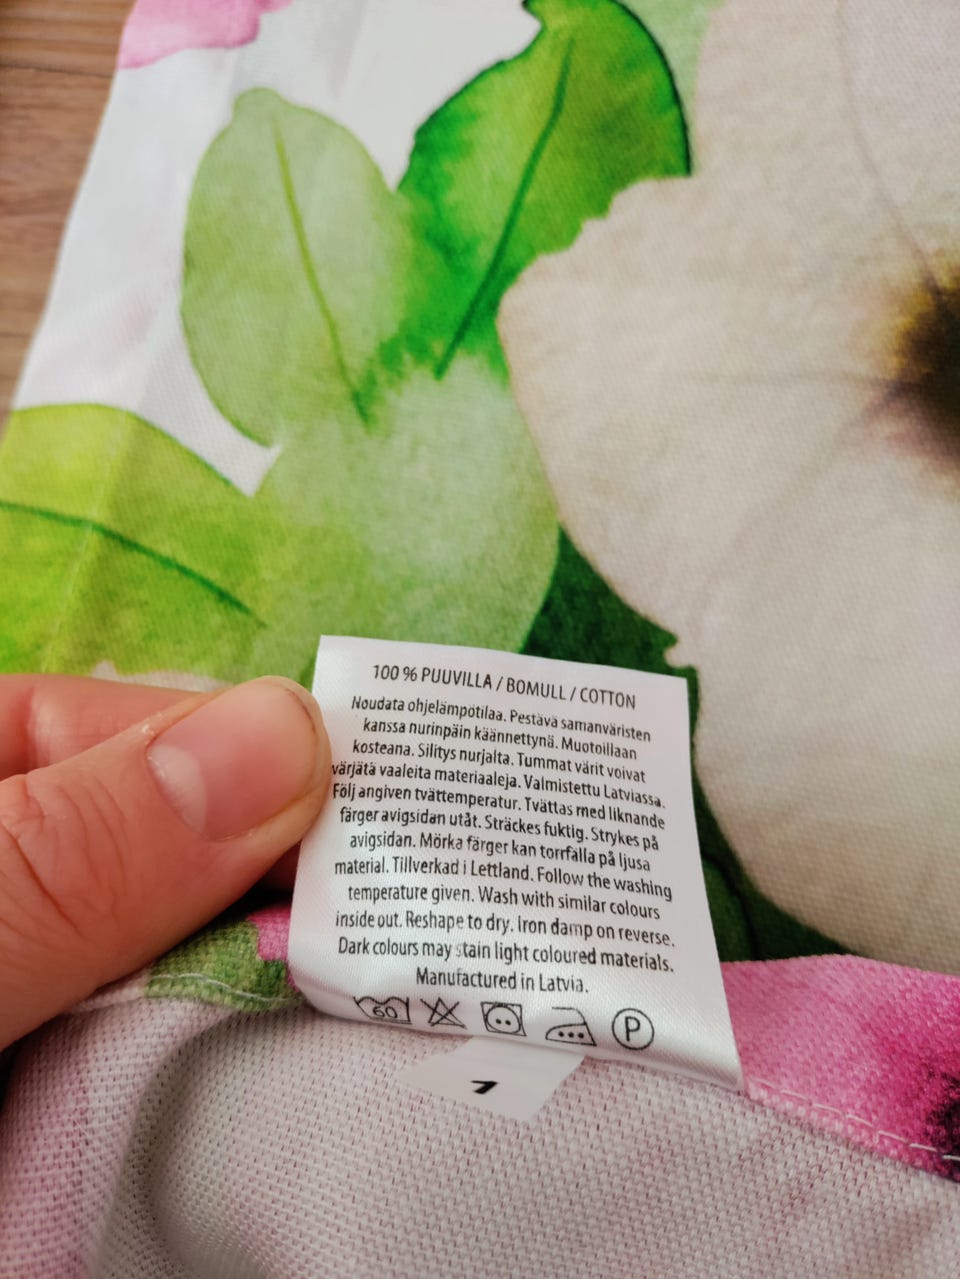 100 % PUUVILLA / BOMULL / COTTON
Noudata ohjelämpötilaa. Pestävä samanväristen
kanssa nurinpäin käännettynä. Muotoillaan
kosteana. Silitys nurjalta. Tummat värit voivat
värjätä vaaleita materiaaleja. Valmistettu Latviassa.
Följ angiven tvättemperatur. Tvättas med liknande
färger avigsidan utåt. Sträckes fuktig. Strykes på
avigsidan. Mörka färger kan torrfälla på ljusa
material. Tillverkad i Lettland. Follow the washing
temperature given. Wash with similar colours
inside out. Reshape to dry. Iron damp on reverse.
Dark colours may stain light coloured materials.
Manufactured in Latvia.
60 P
1